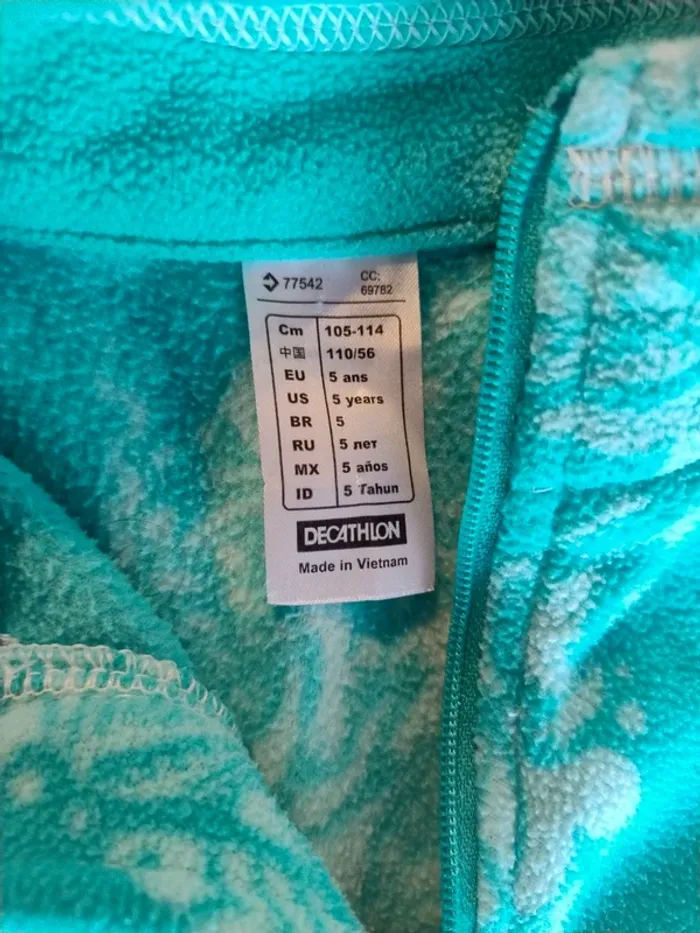 77542 CC:
69782
Cm 105-114
中国 110/56
EU 5 ans
US 5 years
BR 5
RU 5 лет
MX 5 años
ID 5 Tahun
DECATHLON
Made in Vietnam